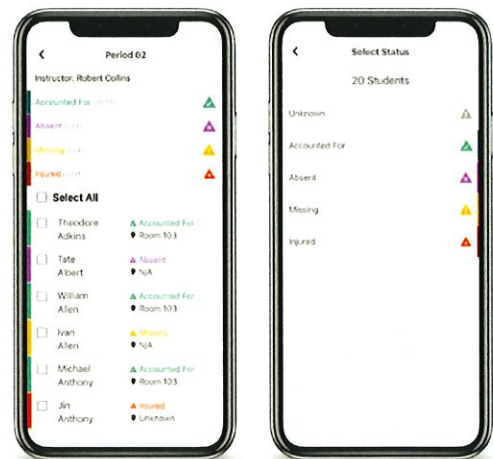 Period 02
Instructor: Robert Collins
Accounted For
Absent
Missing
Injured
Select All
Theodore Adkins
Accounted For
Room 103
Tate Albert
Absent
N/A
William Allen
Accounted For
Room 103
Ivan Allen
Missing
N/A
Michael Anthony
Accounted For
Room 103
Jin Anthony
Injured
Unknown
Select Status
20 Students
Unknown
Accounted For
Absent
Missing
Injured